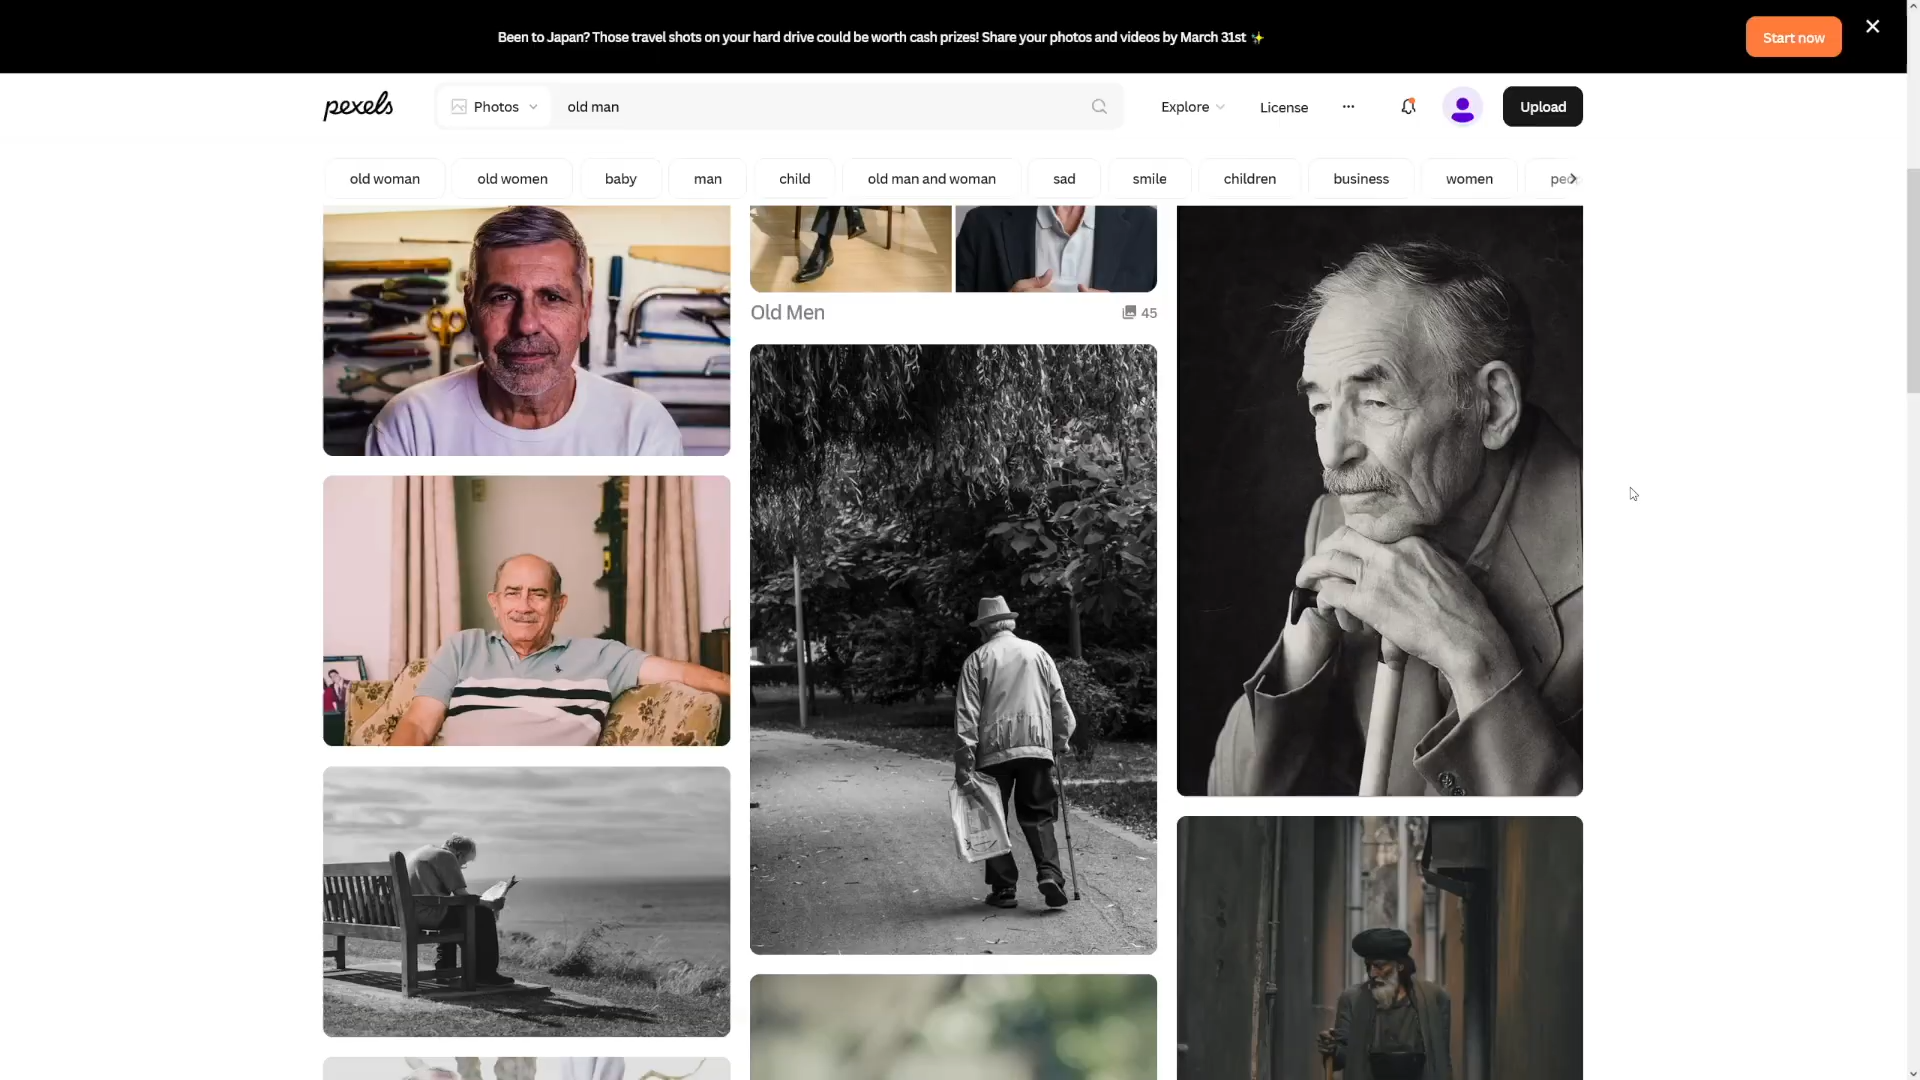 Been to Japan? Those travel shots on your hard drive could be worth cash prizes! Share your photos and videos by March 31st ✨
Start now
pexels
Photos
old man
Explore
License
Upload
old woman
old women
baby
man
child
old man and woman
sad
smile
children
business
women
Old Men
45